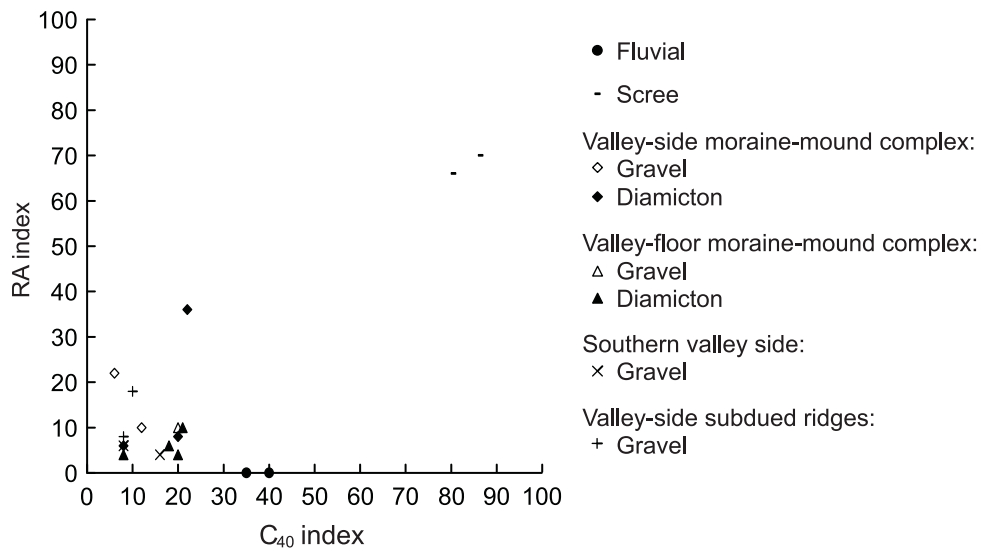 100
90
80
70
60
50
40
30
20
10
0
RA index
0 10 20 30 40 50 60 70 80 90 100
C40 index
Fluvial
Scree
Valley-side moraine-mound complex:
Gravel
Diamicton
Valley-floor moraine-mound complex:
Gravel
Diamicton
Southern valley side:
Gravel
Valley-side subdued ridges:
Gravel